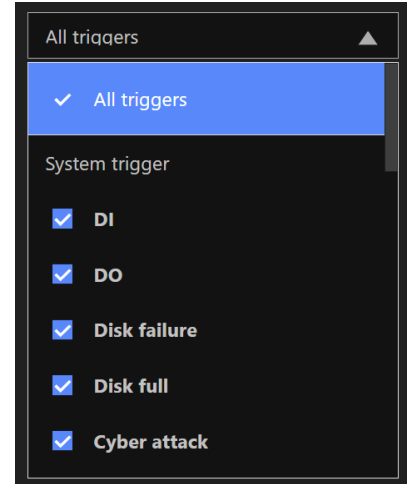 All triggers
All triggers
System trigger
DI
DO
Disk failure
Disk full
Cyber attack